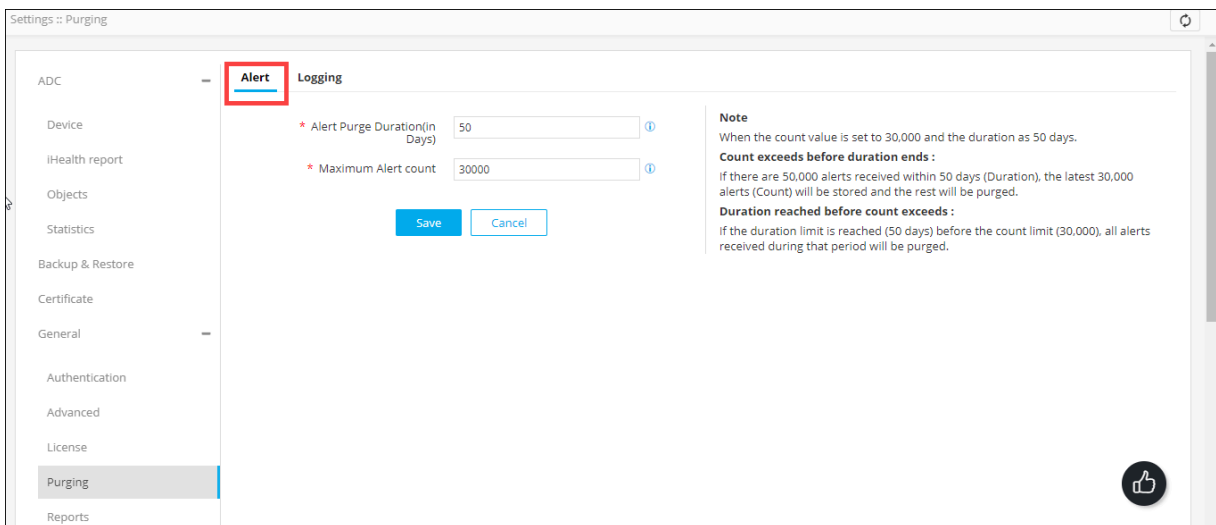 Settings :: Purging
ADC
Device
iHealth report
Objects
Statistics
Backup & Restore
Certificate
General
Authentication
Advanced
License
Purging
Reports
Alert
Logging
* Alert Purge Duration(in
Days)
50
* Maximum Alert count
30000
Save
Cancel
Note
When the count value is set to 30,000 and the duration as 50 days.
Count exceeds before duration ends :
If there are 50,000 alerts received within 50 days (Duration), the latest 30,000
alerts (Count) will be stored and the rest will be purged.
Duration reached before count exceeds :
If the duration limit is reached (50 days) before the count limit (30,000), all alerts
received during that period will be purged.